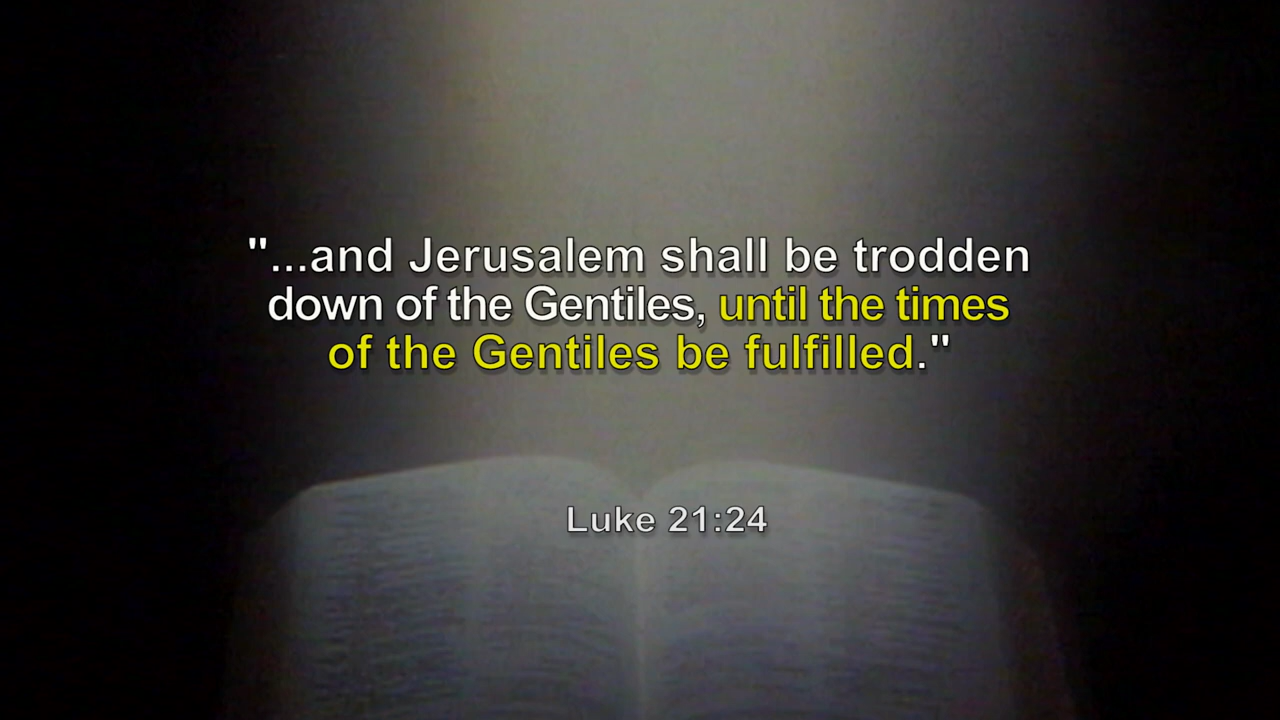 "...and Jerusalem shall be trodden
down of the Gentiles, until the times
of the Gentiles be fulfilled."
Luke 21:24